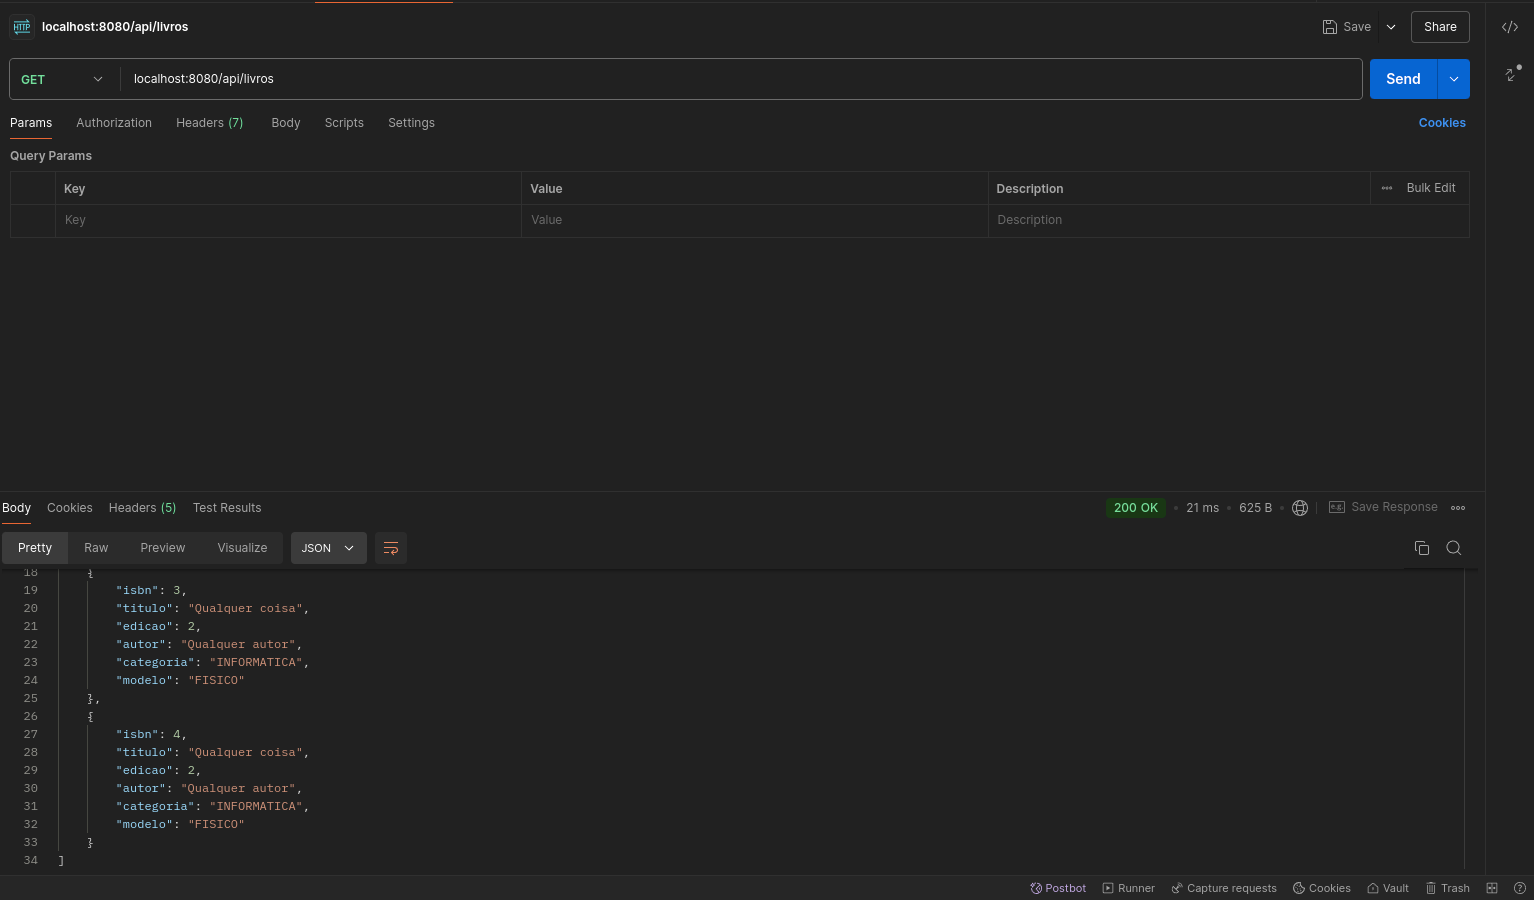 HTTP localhost:8080/api/livros Save Share
GET localhost:8080/api/livros Send
Params Authorization Headers (7) Body Scripts Settings Cookies
Query Params
Key Value Description Bulk Edit
Key Value Description
Body Cookies Headers (5) Test Results 200 OK 21 ms 625 B Save Response
Pretty Raw Preview Visualize JSON
18 {
19 "isbn": 3,
20 "titulo": "Qualquer coisa",
21 "edicao": 2,
22 "autor": "Qualquer autor",
23 "categoria": "INFORMATICA",
24 "modelo": "FISICO"
25 },
26 {
27 "isbn": 4,
28 "titulo": "Qualquer coisa",
29 "edicao": 2,
30 "autor": "Qualquer autor",
31 "categoria": "INFORMATICA",
32 "modelo": "FISICO"
33 }
34 ]
Postbot Runner Capture requests Cookies Vault Trash